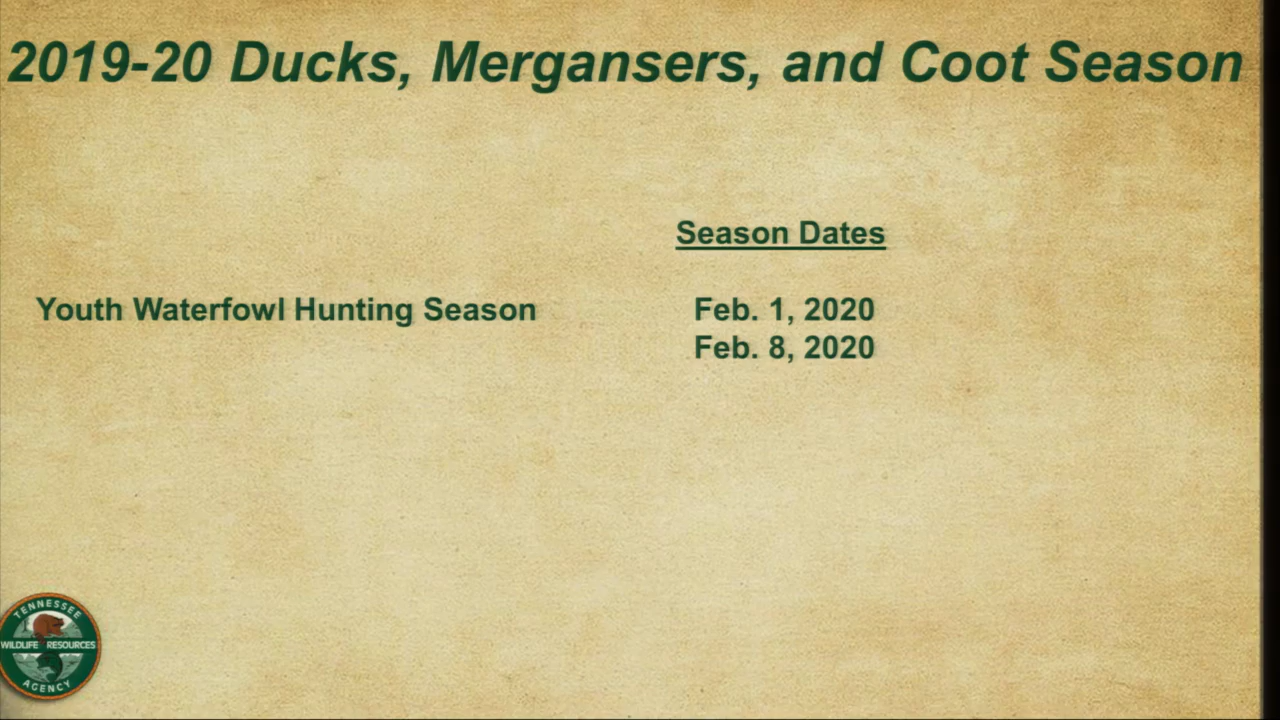 2019-20 Ducks, Mergansers, and Coot Season
Season Dates
Youth Waterfowl Hunting Season Feb. 1, 2020
Feb. 8, 2020
TENNESSEE
WILDLIFE RESOURCES
AGENCY